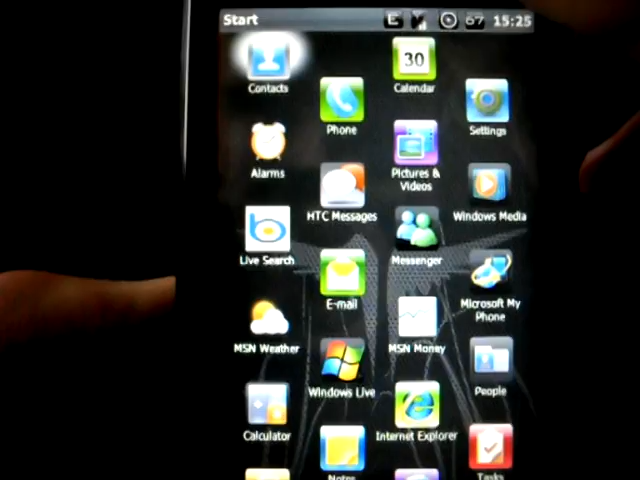 Start E 67 15:25
30
Contacts
Calendar
Phone
Settings
Alarms
Pictures &
Videos
HTC Messages
Windows Media
Live Search
Messenger
E-mail
Microsoft My
Phone
MSN Weather
MSN Money
Windows Live
People
Calculator
Internet Explorer
Notes
Tasks